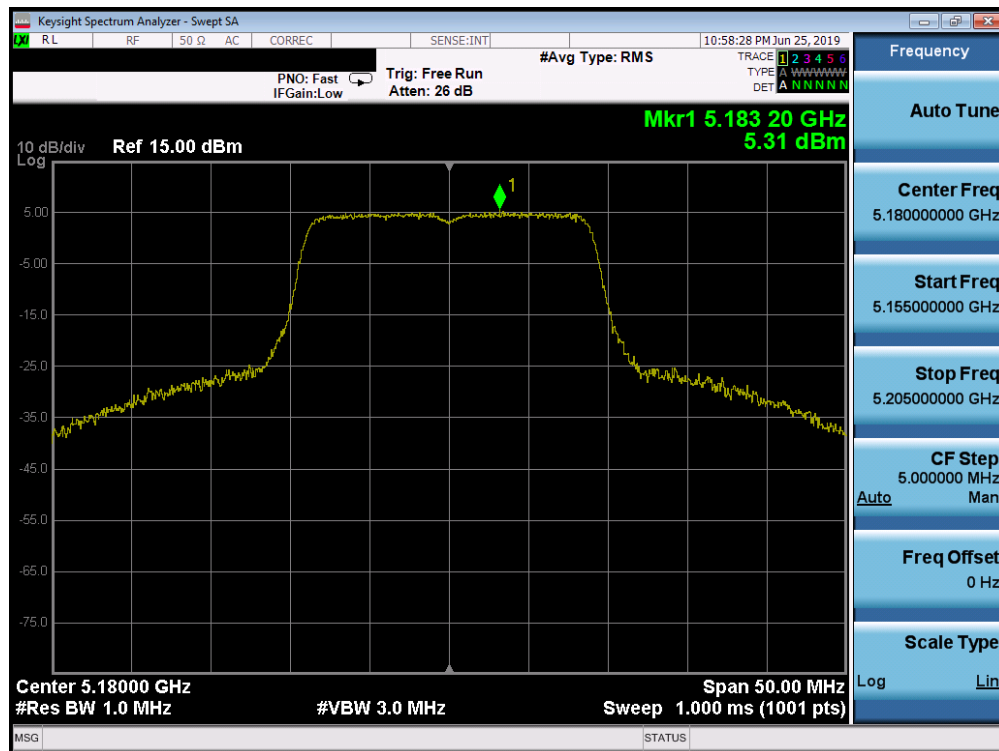 Keysight Spectrum Analyzer - Swept SA
LXI RL RF 50 Ω AC CORREC SENSE:INT 10:58:28 PM Jun 25, 2019
#Avg Type: RMS TRACE 1 2 3 4 5 6
PNO: Fast Trig: Free Run TYPE A WWWWW
IFGain:Low Atten: 26 dB DET A N N N N N
Mkr1 5.183 20 GHz
5.31 dBm
10 dB/div Ref 15.00 dBm
Log
1
5.00
-5.00
-15.0
-25.0
-35.0
-45.0
-55.0
-65.0
-75.0
Center 5.18000 GHz Span 50.00 MHz
#Res BW 1.0 MHz #VBW 3.0 MHz Sweep 1.000 ms (1001 pts)
MSG STATUS
Frequency
Auto Tune
Center Freq
5.180000000 GHz
Start Freq
5.155000000 GHz
Stop Freq
5.205000000 GHz
CF Step
5.000000 MHz
Auto Man
Freq Offset
0 Hz
Scale Type
Log Lin